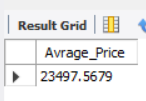 Result Grid
Avrage_Price
23497.5679